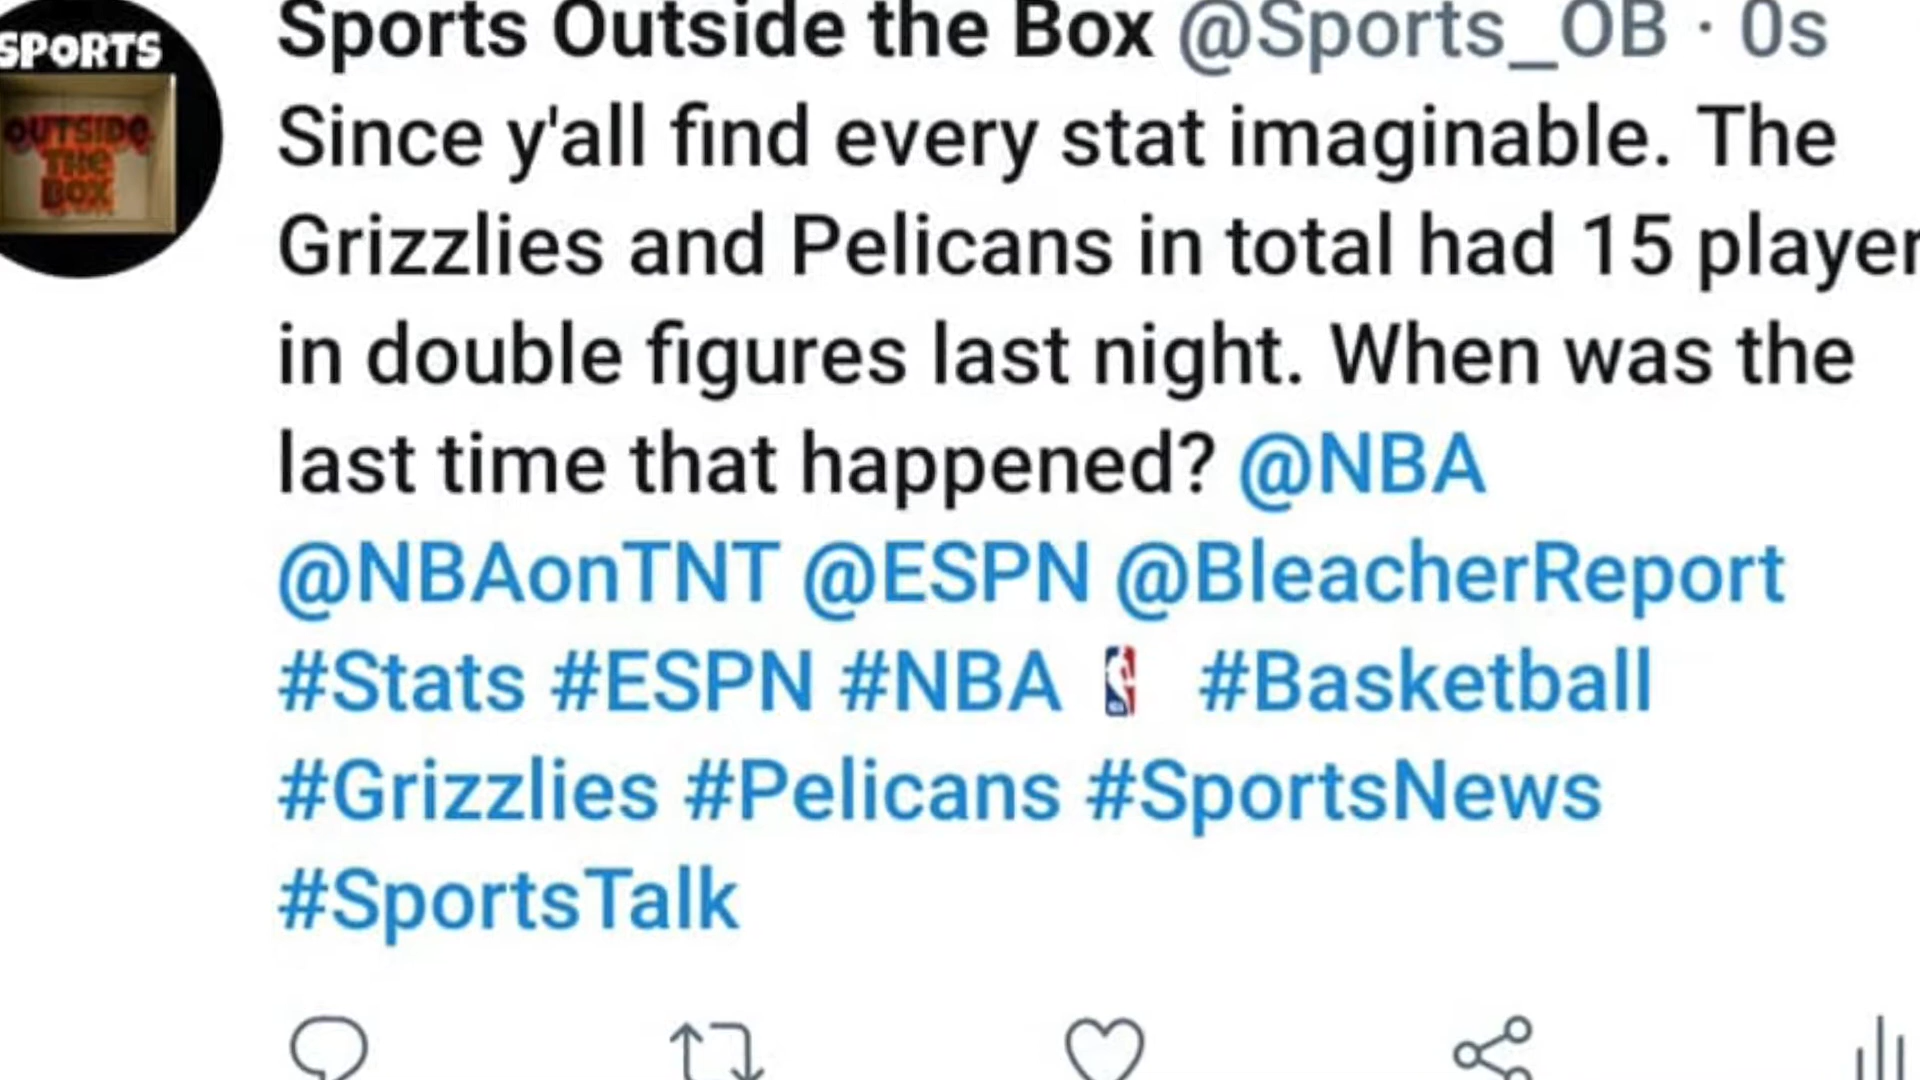 SPORTS
OUTSIDE
THE
BOX
Sports Outside the Box @Sports_OB · 0s
Since y'all find every stat imaginable. The
Grizzlies and Pelicans in total had 15 player
in double figures last night. When was the
last time that happened? @NBA
@NBAonTNT @ESPN @BleacherReport
#Stats #ESPN #NBA #Basketball
#Grizzlies #Pelicans #SportsNews
#SportsTalk